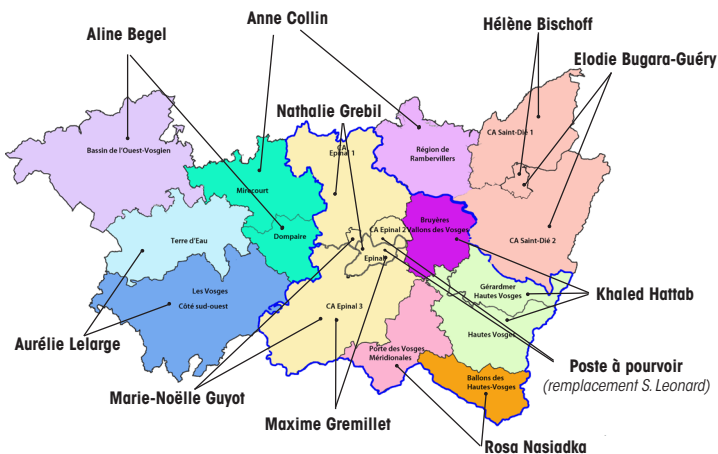 Anne Collin
Hélène Bischoff
Aline Begel
Elodie Bugara-Guéry
Nathalie Grebil
CA
Epinal 1
CA Saint-Dié 1
Bassin de l'Ouest-Vosgien
Région de
Rambervillers
Mirecourt
Bruyères
Vallons des Vosges
CA Epinal 2
Terre d'Eau
Dompaire
CA Saint-Dié 2
Epinal
Les Vosges
Côté sud-ouest
Gérardmer
Hautes Vosges
Khaled Hattab
CA Epinal 3
Hautes Vosges
Aurélie Lelarge
Porte des Vosges
Méridionales
Poste à pourvoir
(remplacement S. Leonard)
Ballons des
Hautes-Vosges
Marie-Noëlle Guyot
Maxime Gremillet
Rosa Nasiadka